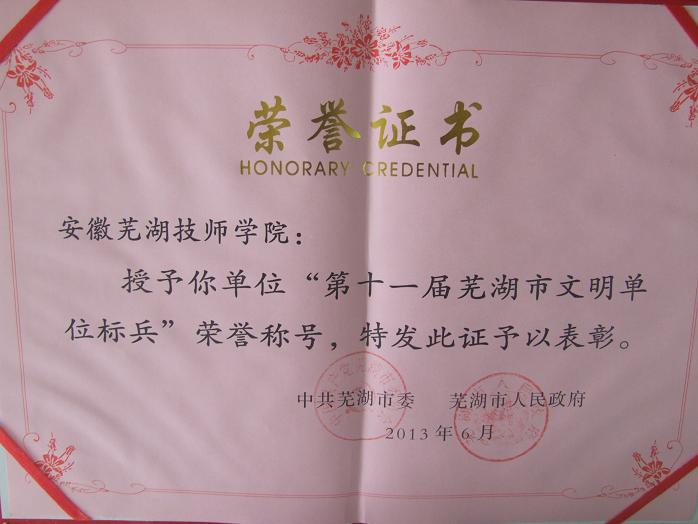 荣誉证书
HONORARY CREDENTIAL
安徽芜湖技师学院：
授予你单位“第十一届芜湖市文明单
位标兵”荣誉称号，特发此证予以表彰。
中共芜湖市委 芜湖市人民政府
2013年6月